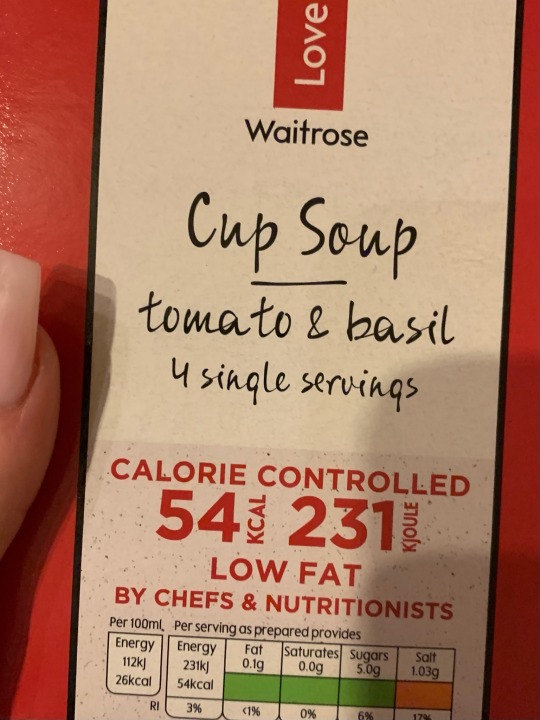 Love
Waitrose
Cup Soup
tomato & basil
4 single servings
CALORIE CONTROLLED
54 KCAL 231 KJOULE
LOW FAT
BY CHEFS & NUTRITIONISTS
Per 100ml, Per serving as prepared provides
Energy Energy Fat Saturates Sugars Salt
112kJ 231kJ 0.1g 0.0g 5.0g 1.03g
26kcal 54kcal
RI 3% <1% 0% 6% 17%